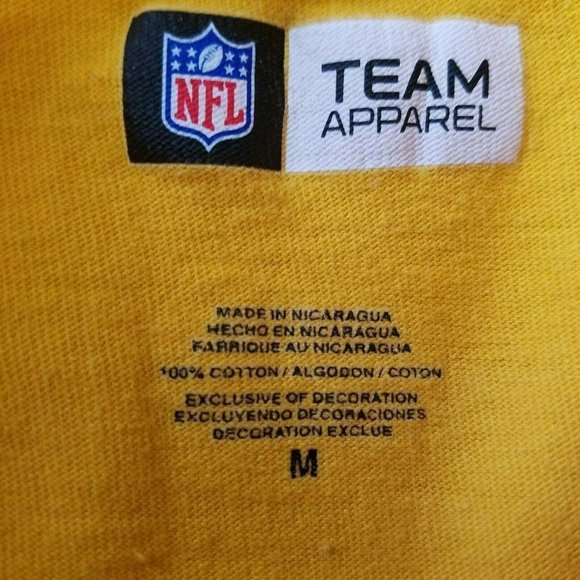 NFL
TEAM
APPAREL
MADE IN NICARAGUA
HECHO EN NICARAGUA
FABRIQUE AU NICARAGUA
100% COTTON / ALGODON / COTON
EXCLUSIVE OF DECORATION
EXCLUYENDO DECORACIONES
DECORATION EXCLUE
M